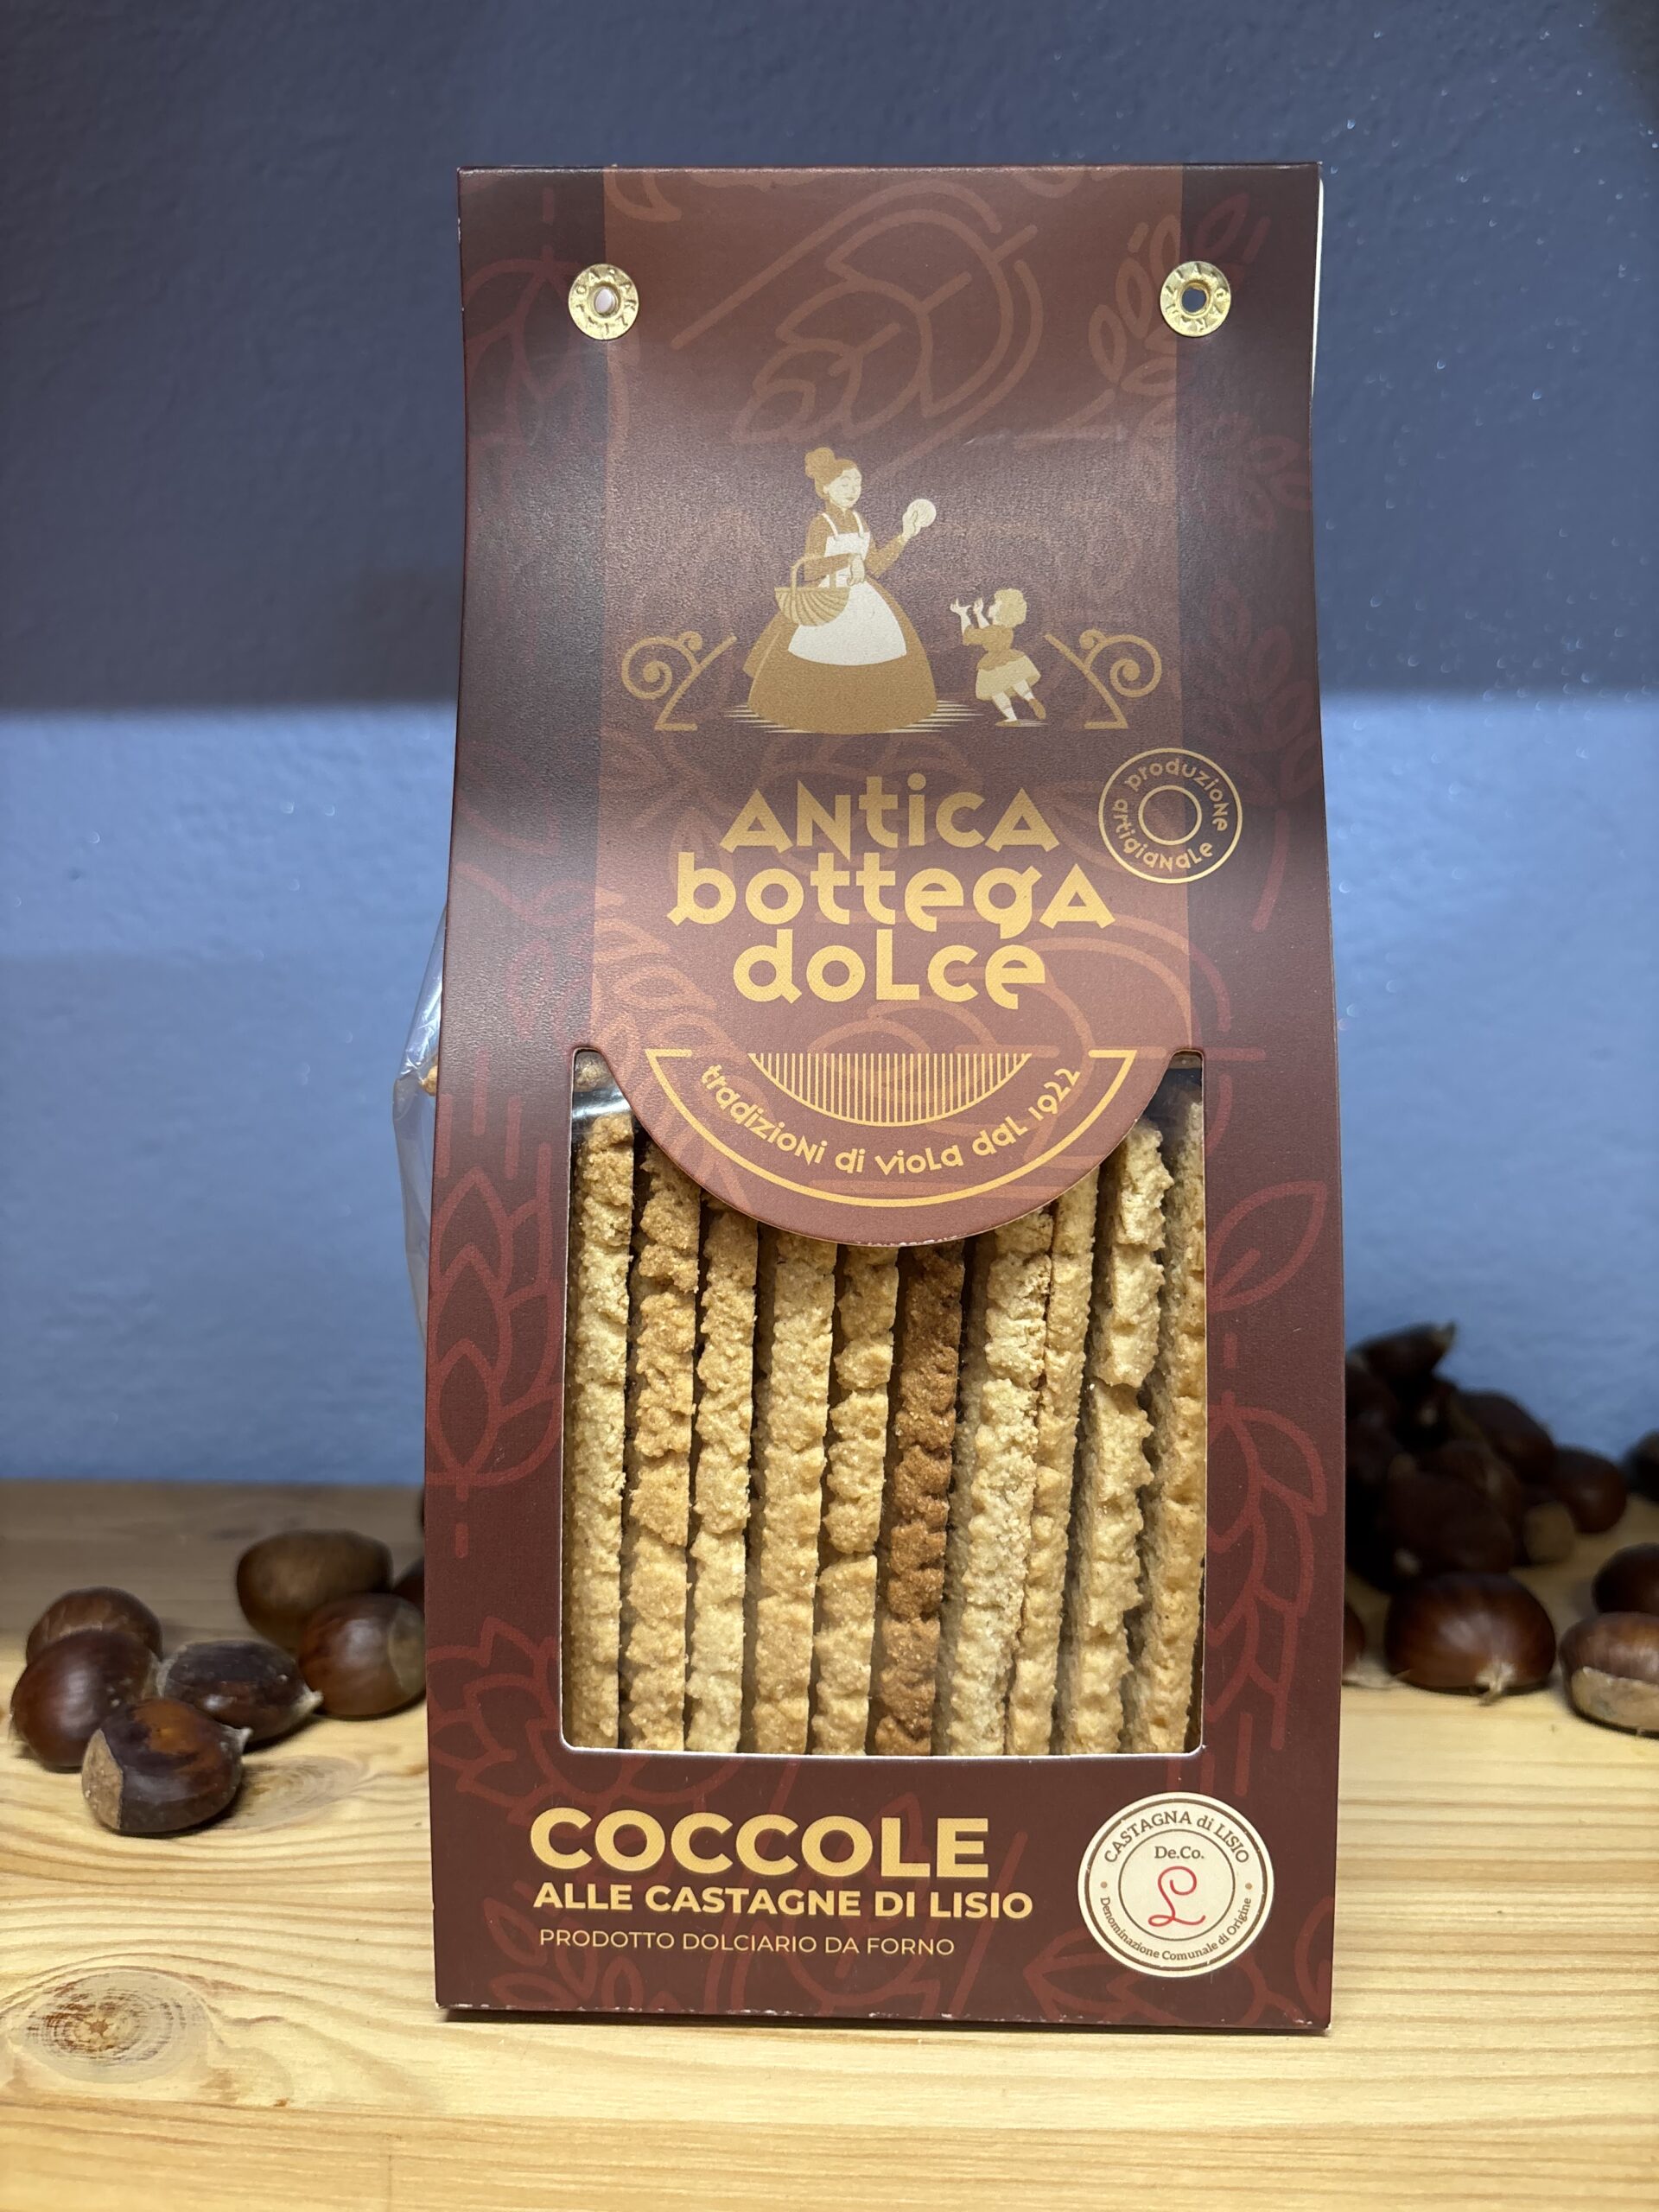 ANticA
bottegA
doLce
produzioNe
artigiaNaLe
tradizioNi di vioLa daL 1922
COCCOLE
ALLE CASTAGNE DI LISIO
PRODOTTO DOLCIARIO DA FORNO
CASTAGNA di LISIO
De.Co.
L
Denominazione Comunale di Origine